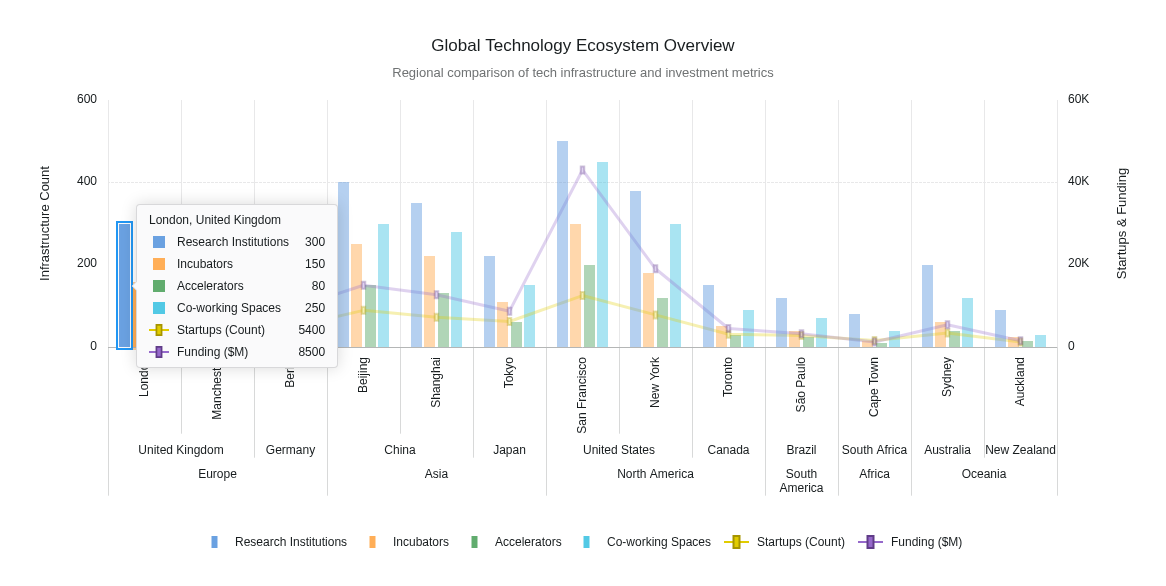 Global Technology Ecosystem Overview
Regional comparison of tech infrastructure and investment metrics
600
60K
400
40K
200
20K
0
0
Infrastructure Count
Startups & Funding
London, United Kingdom
Research Institutions 300
Incubators 150
Accelerators 80
Co-working Spaces 250
Startups (Count) 5400
Funding ($M) 8500
Beijing
Shanghai
Tokyo
San Francisco
New York
Toronto
São Paulo
Cape Town
Sydney
Auckland
United Kingdom
Germany
China
Japan
United States
Canada
Brazil
South Africa
Australia
New Zealand
Europe
Asia
North America
South
America
Africa
Oceania
Research Institutions
Incubators
Accelerators
Co-working Spaces
Startups (Count)
Funding ($M)